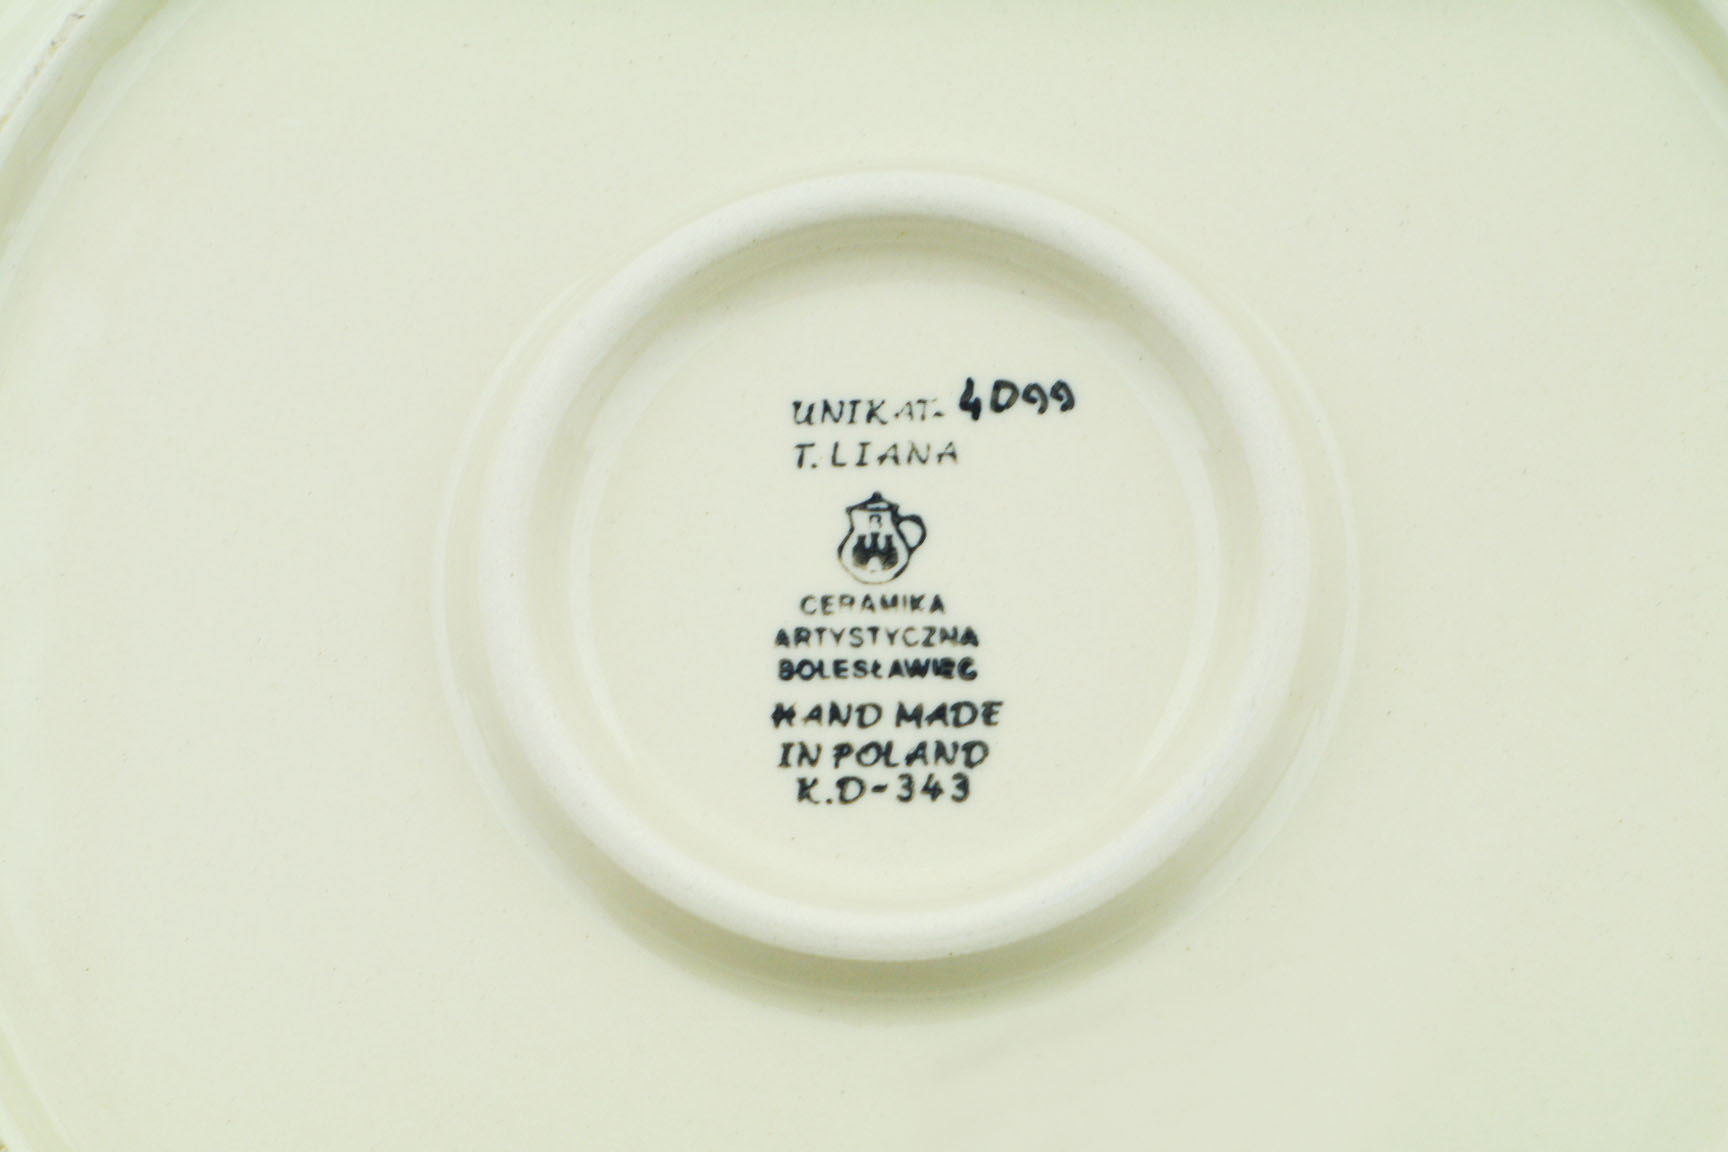 UNIKAT- 4099
T. LIANA
B
CERAMIKA
ARTYSTYCZNA
BOLESŁAWIEC
HAND MADE
IN POLAND
K.D-343